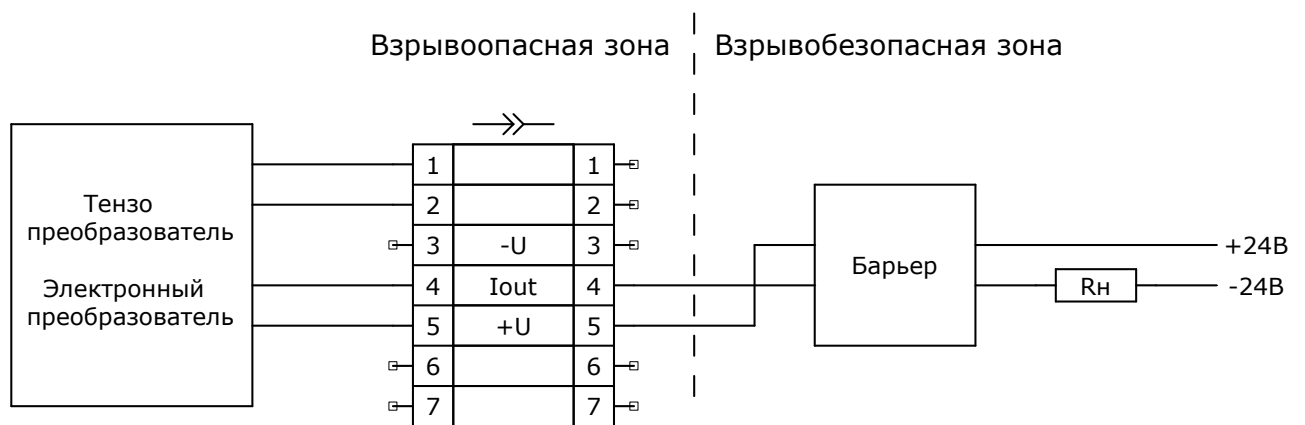 Взрывоопасная зона
Взрывобезопасная зона
Тензо
преобразователь
Электронный
преобразователь
1 1
2 2
3 -U 3
4 Iout 4
5 +U 5
6 6
7 7
Барьер
Rн
+24В
-24В